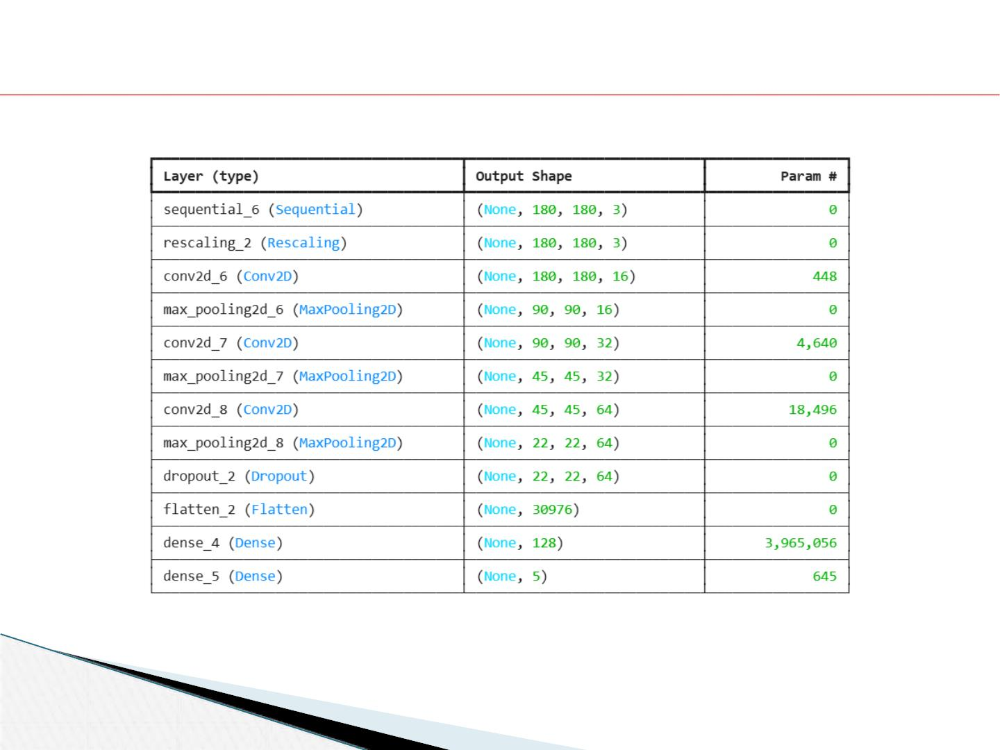 Layer (type) Output Shape Param #
sequential_6 (Sequential) (None, 180, 180, 3) 0
rescaling_2 (Rescaling) (None, 180, 180, 3) 0
conv2d_6 (Conv2D) (None, 180, 180, 16) 448
max_pooling2d_6 (MaxPooling2D) (None, 90, 90, 16) 0
conv2d_7 (Conv2D) (None, 90, 90, 32) 4,640
max_pooling2d_7 (MaxPooling2D) (None, 45, 45, 32) 0
conv2d_8 (Conv2D) (None, 45, 45, 64) 18,496
max_pooling2d_8 (MaxPooling2D) (None, 22, 22, 64) 0
dropout_2 (Dropout) (None, 22, 22, 64) 0
flatten_2 (Flatten) (None, 30976) 0
dense_4 (Dense) (None, 128) 3,965,056
dense_5 (Dense) (None, 5) 645